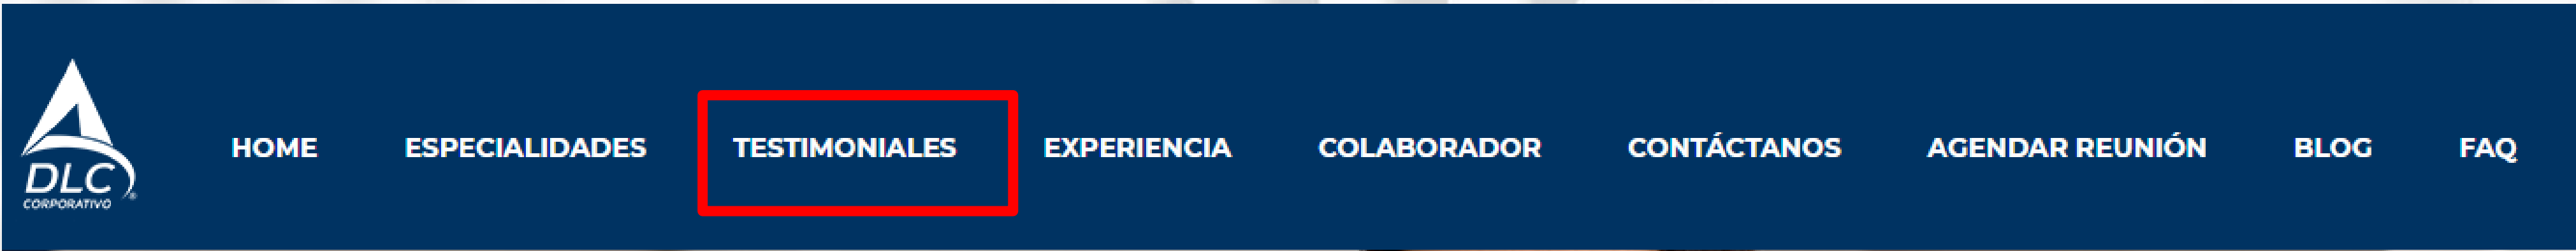 DLC
CORPORATIVO
HOME ESPECIALIDADES TESTIMONIALES EXPERIENCIA COLABORADOR CONTÁCTANOS AGENDAR REUNIÓN BLOG FAQ